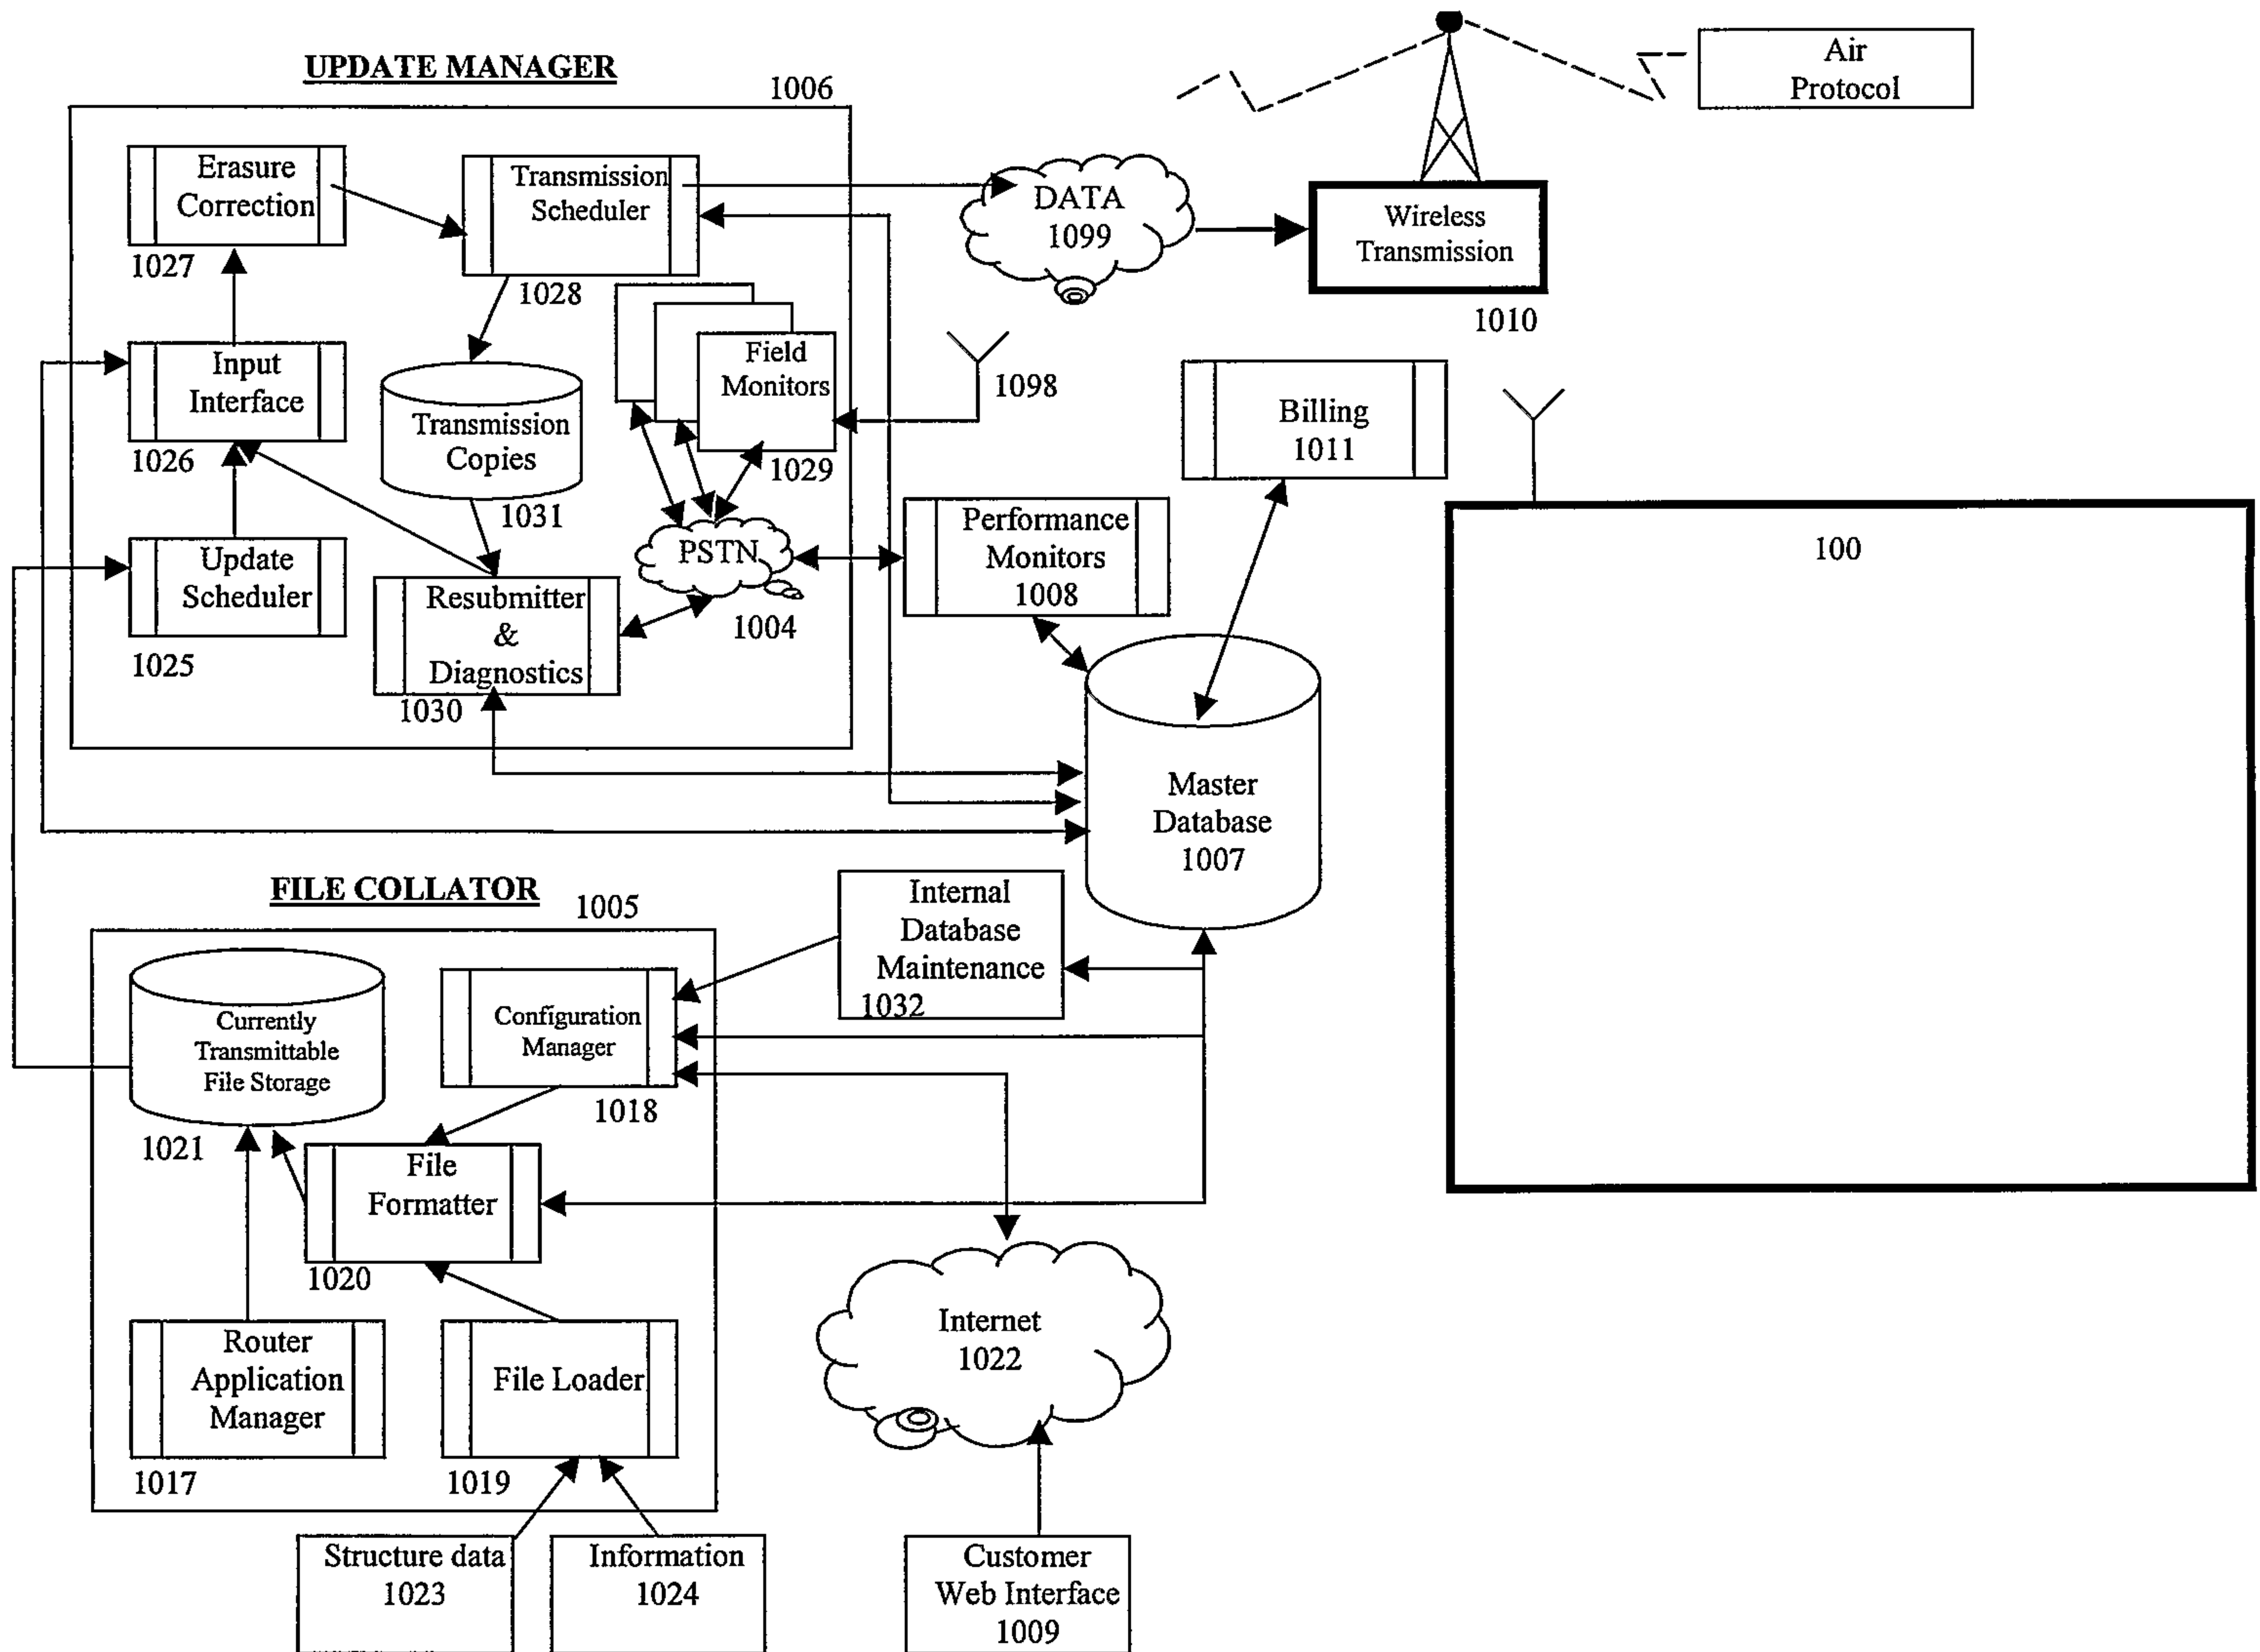 UPDATE MANAGER
1006
Air
Protocol
Erasure
Correction
1027
Transmission
Scheduler
1028
DATA
1099
Wireless
Transmission
1010
Input
Interface
1026
Transmission
Copies
1031
Field
Monitors
1029
1098
Billing
1011
Update
Scheduler
1025
Resubmitter
&
Diagnostics
1030
PSTN
1004
Performance
Monitors
1008
100
Master
Database
1007
FILE COLLATOR
1005
Internal
Database
Maintenance
1032
Currently
Transmittable
File Storage
1021
Configuration
Manager
1018
File
Formatter
1020
Router
Application
Manager
1017
File Loader
1019
Internet
1022
Structure data
1023
Information
1024
Customer
Web Interface
1009